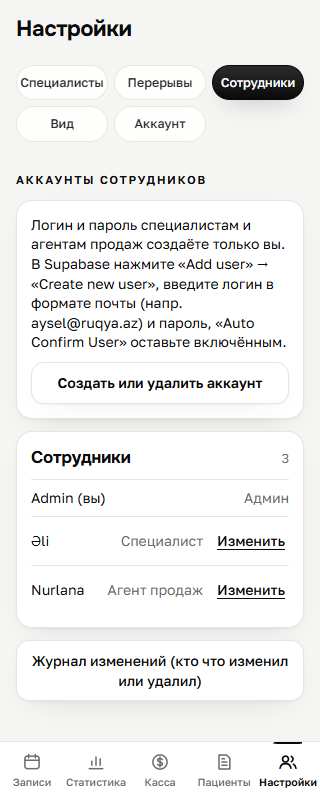 Настройки
Специалисты
Перерывы
Сотрудники
Вид
Аккаунт
АККАУНТЫ СОТРУДНИКОВ
Логин и пароль специалистам и
агентам продаж создаёте только вы.
В Supabase нажмите «Add user» →
«Create new user», введите логин в
формате почты (напр.
aysel@ruqya.az) и пароль, «Auto
Confirm User» оставьте включённым.
Создать или удалить аккаунт
Сотрудники 3
Admin (вы) Админ
Əli Специалист Изменить
Nurlana Агент продаж Изменить
Журнал изменений (кто что изменил
или удалил)
Записи Статистика Касса Пациенты Настройки